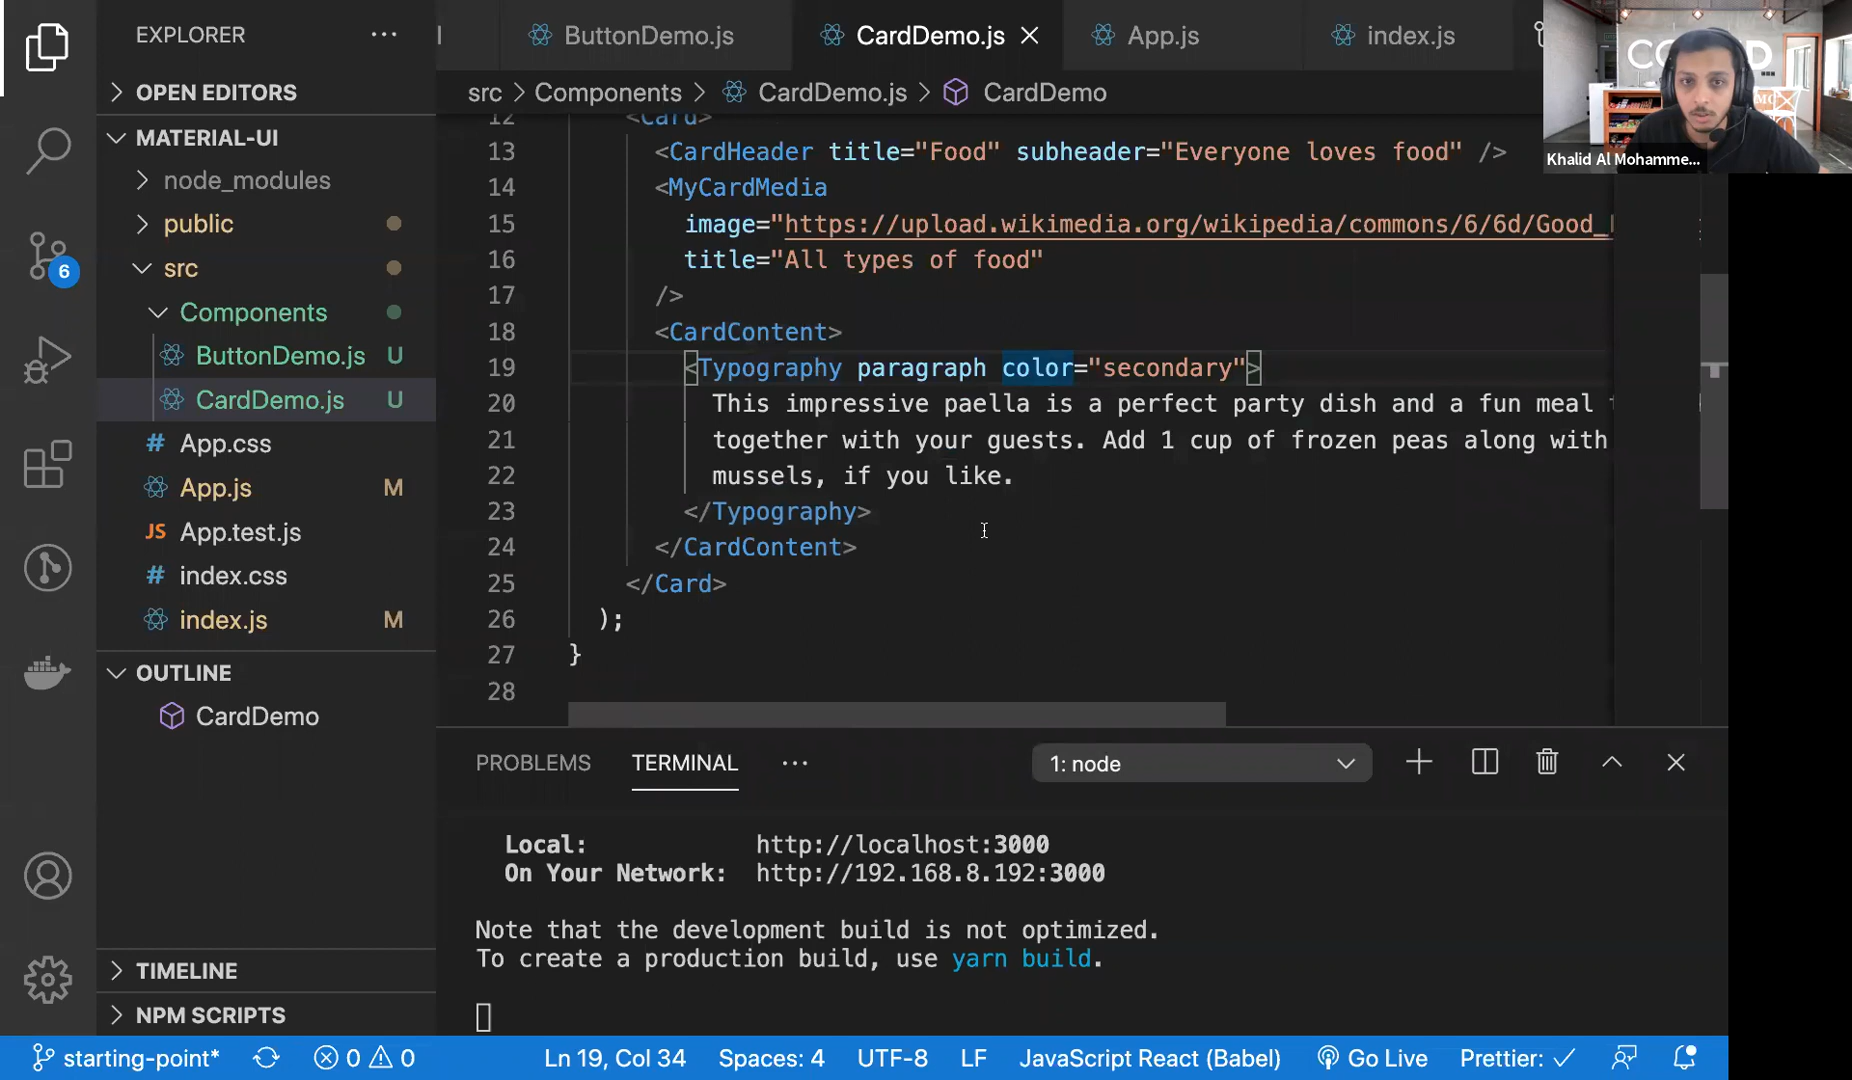 EXPLORER
ButtonDemo.js
CardDemo.js
App.js
index.js
OPEN EDITORS
src > Components > CardDemo.js > CardDemo
Khalid Al Mohamme...
MATERIAL-UI
node_modules
public
src
Components
ButtonDemo.js U
CardDemo.js U
App.css
App.js M
App.test.js
index.css
index.js M
OUTLINE
CardDemo
TIMELINE
NPM SCRIPTS
6
12 <Card>
13 <CardHeader title="Food" subheader="Everyone loves food" />
14 <MyCardMedia
15 image="https://upload.wikimedia.org/wikipedia/commons/6/6d/Good_
16 title="All types of food"
17 />
18 <CardContent>
19 <Typography paragraph color="secondary">
20 This impressive paella is a perfect party dish and a fun meal
21 together with your guests. Add 1 cup of frozen peas along with
22 mussels, if you like.
23 </Typography>
24 </CardContent>
25 </Card>
26 );
27 }
28
PROBLEMS TERMINAL ··· 1: node
Local: http://localhost:3000
On Your Network: http://192.168.8.192:3000
Note that the development build is not optimized.
To create a production build, use yarn build.
starting-point* 0 0 Ln 19, Col 34 Spaces: 4 UTF-8 LF JavaScript React (Babel) Go Live Prettier: ✓